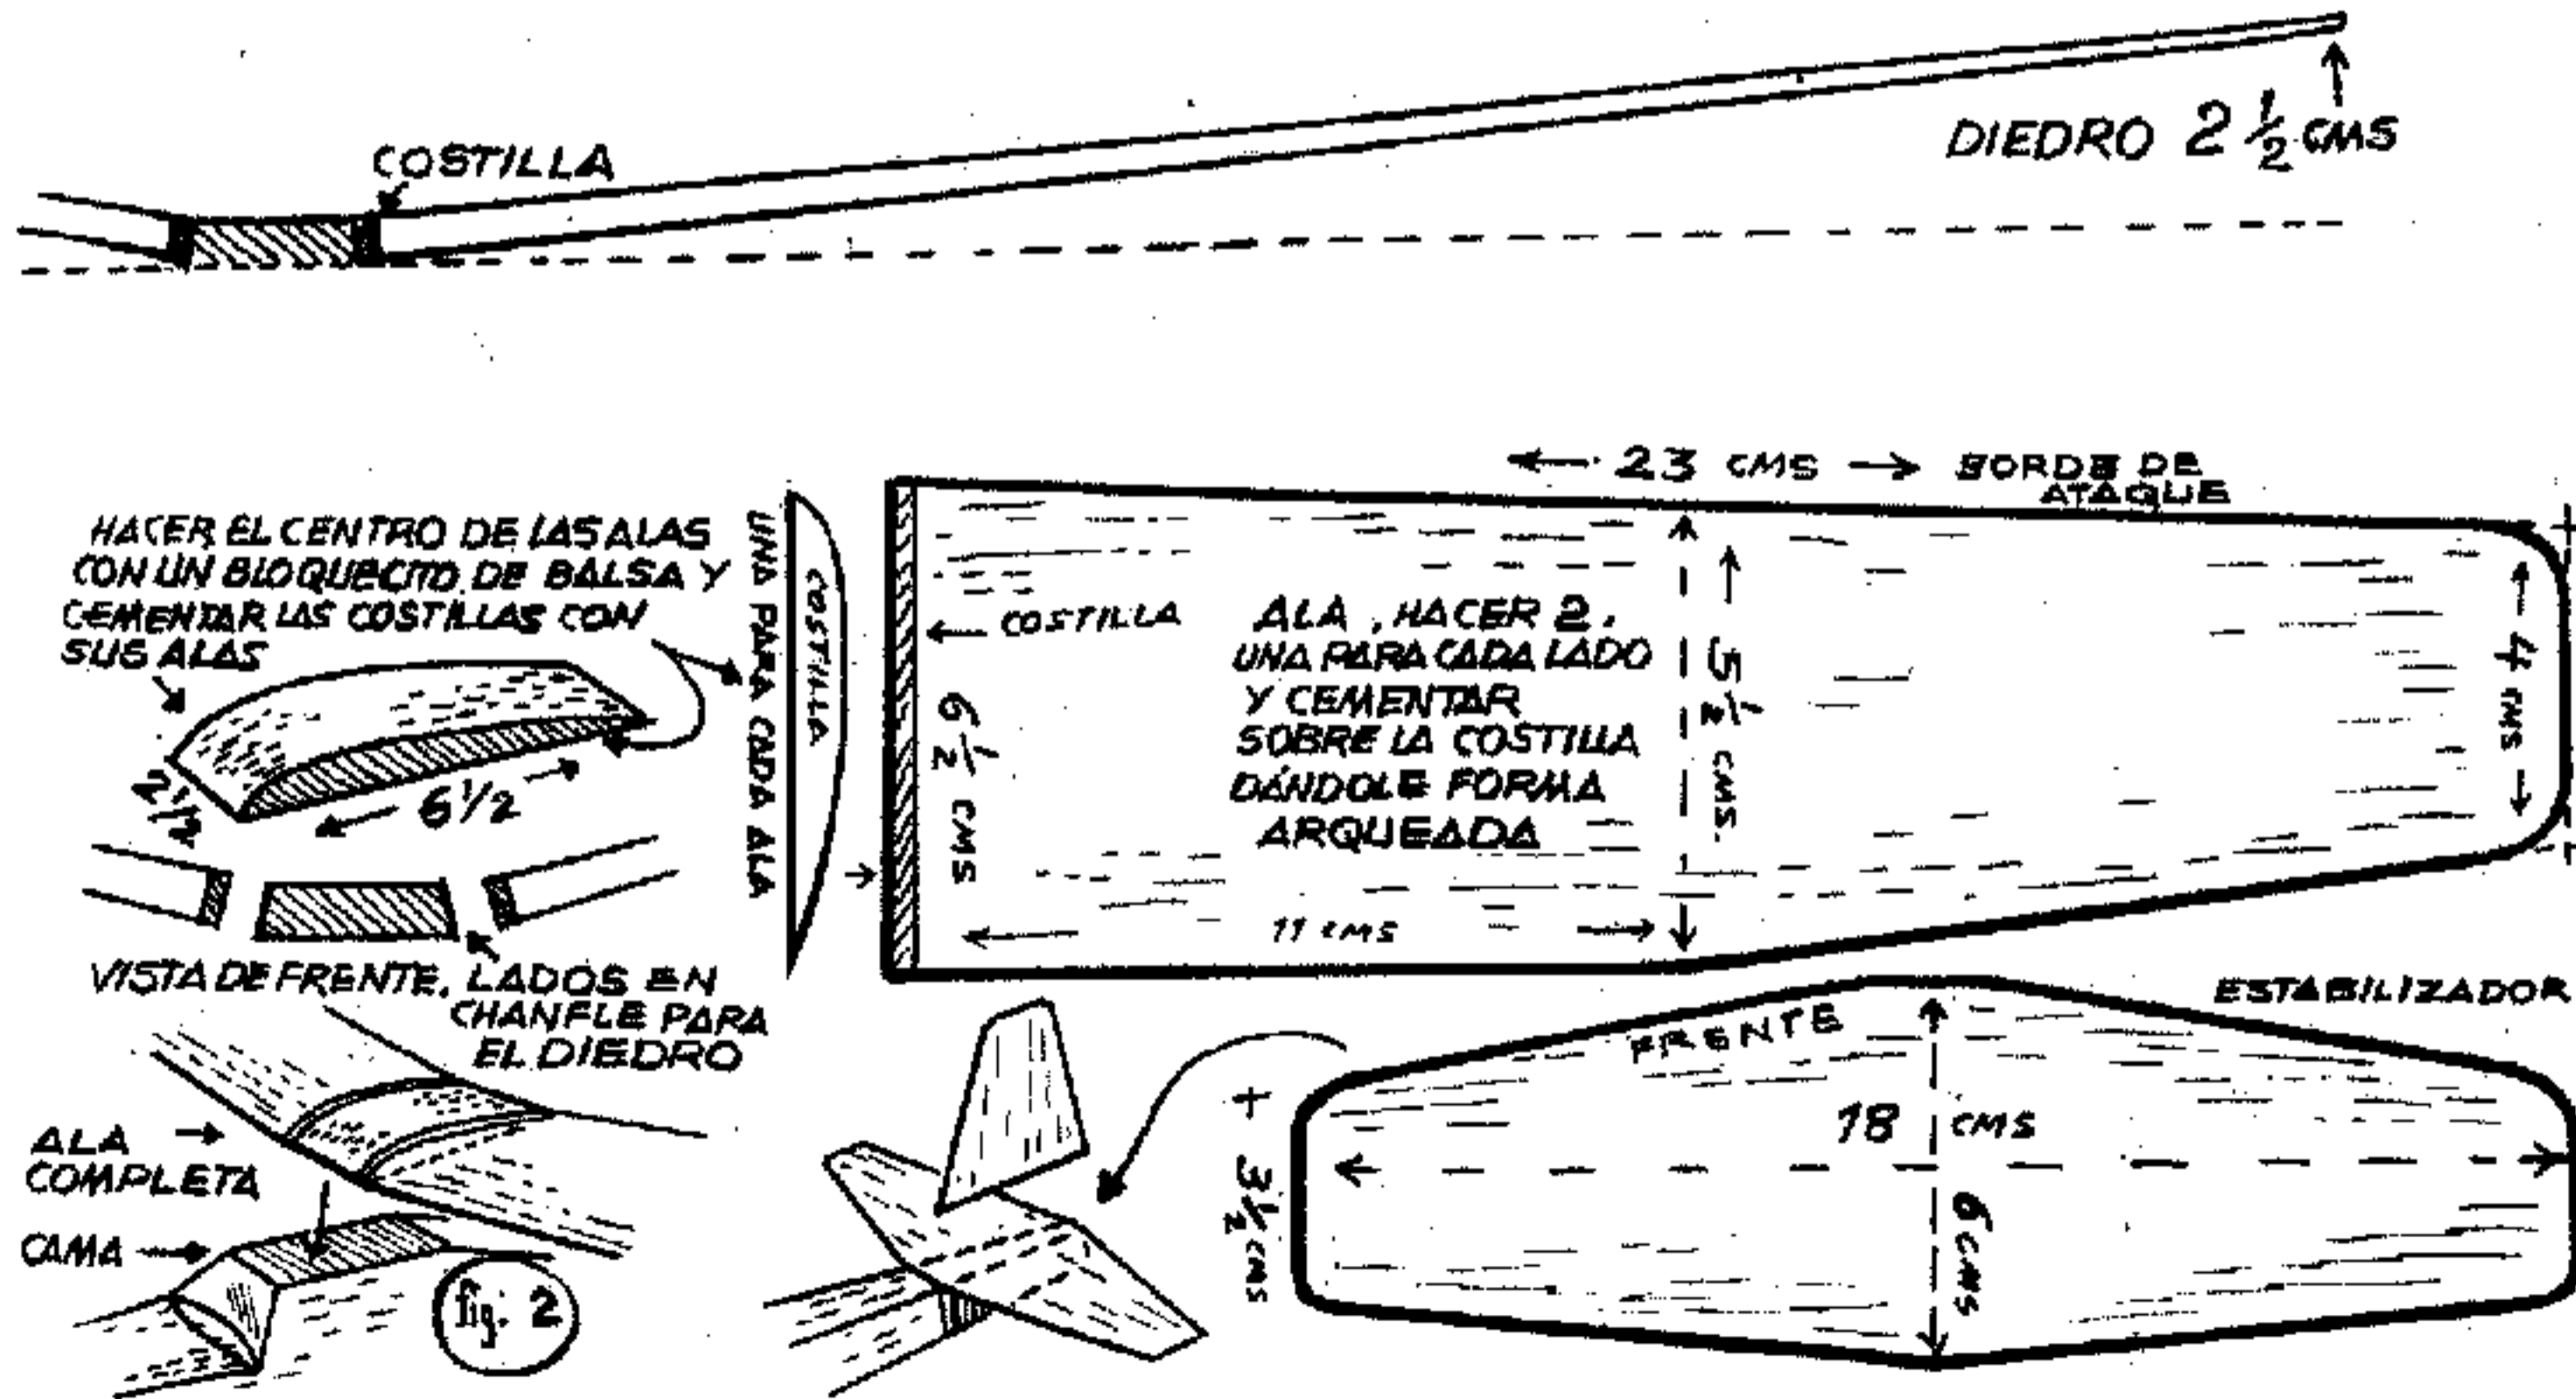 COSTILLA
DIEDRO 2 1/2 CMS
23 CMS
BORDE DE
ATAQUE
HACER EL CENTRO DE LAS ALAS
CON UN BLOQUECITO DE BALSA Y
CEMENTAR LAS COSTILLAS CON
SUS ALAS
2 1/2
6 1/2
UNA PARA CADA ALA
COSTILLA
COSTILLA
6 1/2 CMS
ALA, HACER 2.
UNA PARA CADA LADO
Y CEMENTAR
SOBRE LA COSTILLA
DÁNDOLE FORMA
ARQUEADA
5 1/2 CMS.
4 CMS
11 CMS
VISTA DE FRENTE. LADOS EN
CHANFLE PARA
EL DIEDRO
ALA
COMPLETA
CAMA
fig: 2
ESTABILIZADOR
FRENTE
18 CMS
6 CMS
3 1/2 CMS